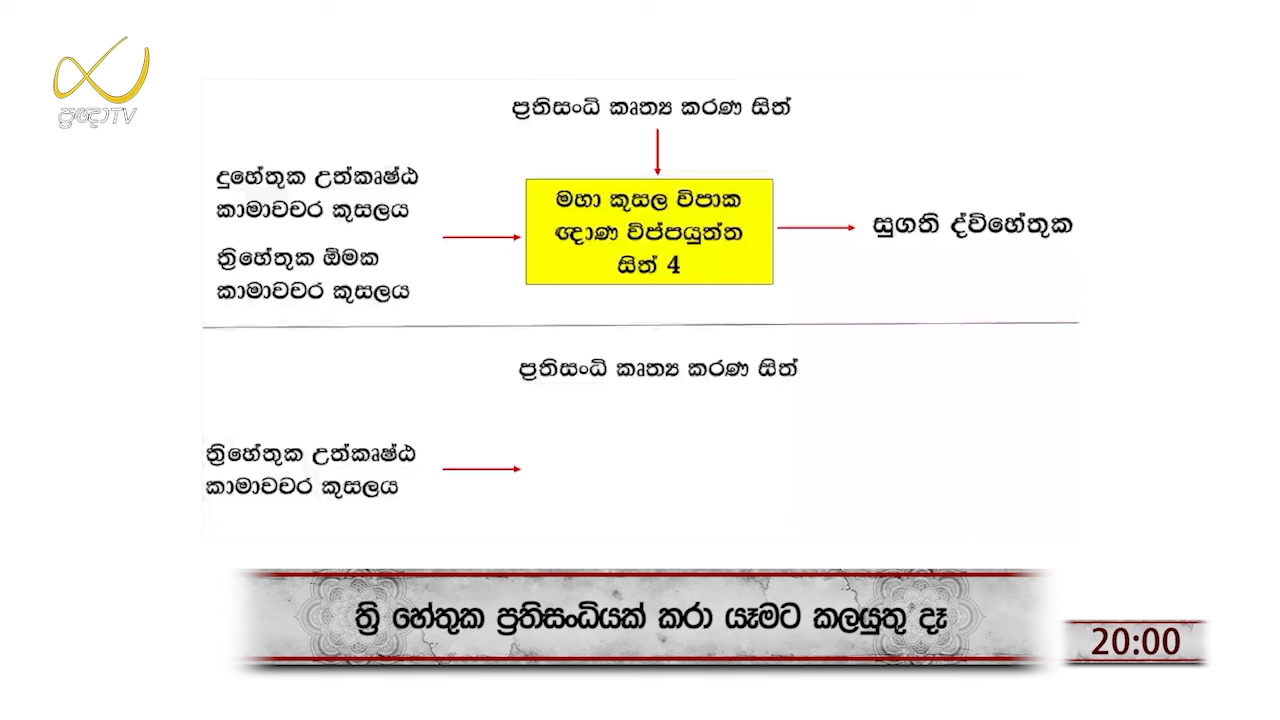 ප්‍රඥාTV
ප්‍රතිසංධි කෘත්‍ය කරණ සිත්
දුහේතුක උත්කෘෂ්ඨ
කාමාවචර කුසලය
ත්‍රිහේතුක ඕමක
කාමාවචර කුසලය
මහා කුසල විපාක
ඥාණ විප්පයුත්ත
සිත් 4
සුගති ද්විහේතුක
ප්‍රතිසංධි කෘත්‍ය කරණ සිත්
ත්‍රිහේතුක උත්කෘෂ්ඨ
කාමාවචර කුසලය
ත්‍රි හේතුක ප්‍රතිසංධියක් කරා යෑමට කලයුතු දෑ
20:00